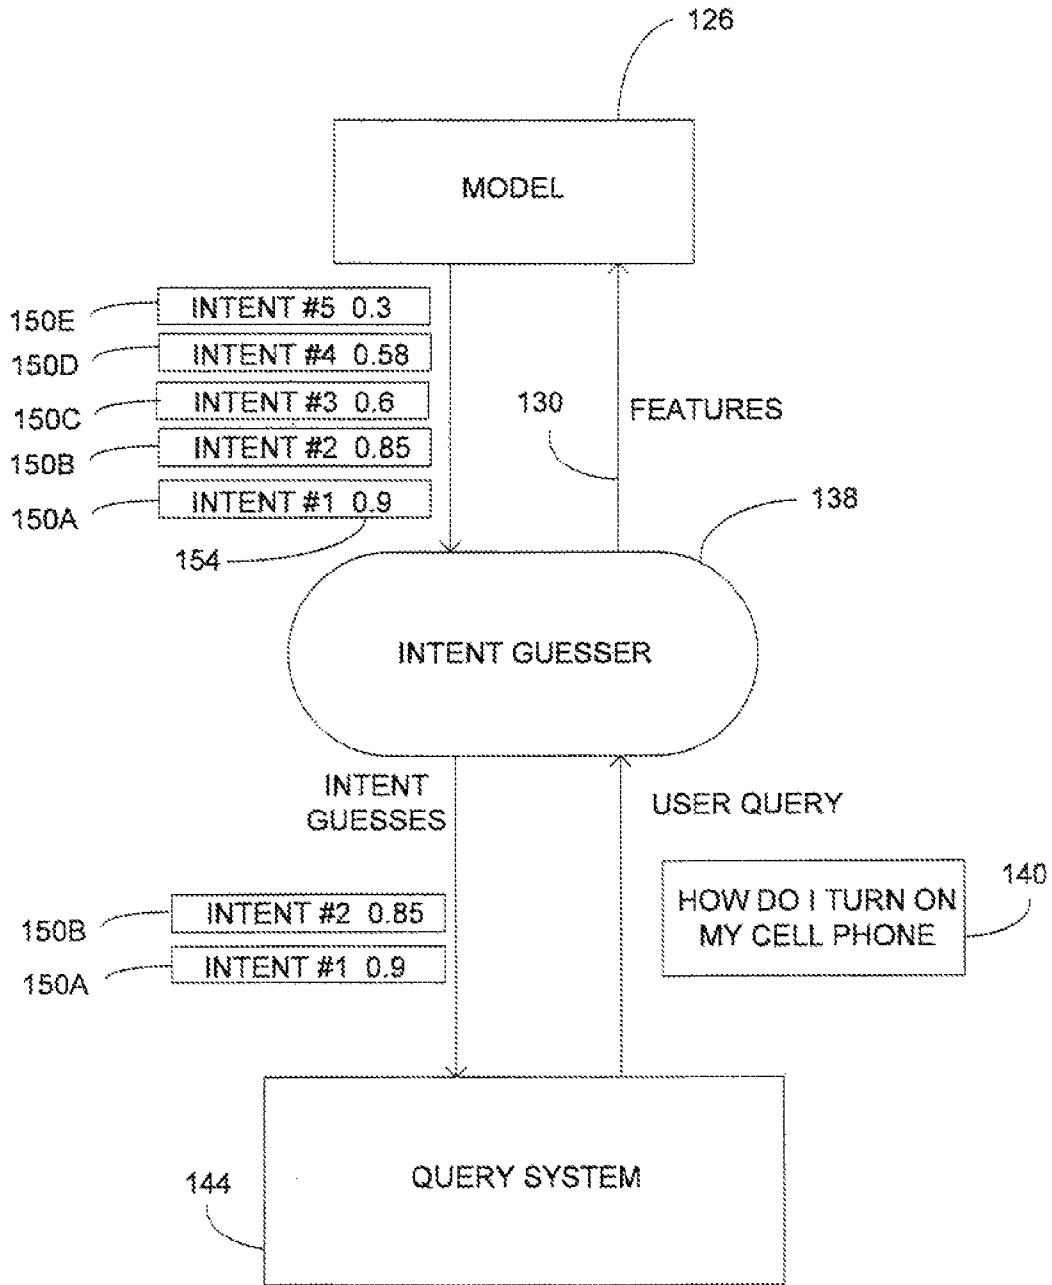 126
MODEL
150E
INTENT #5 0.3
150D
INTENT #4 0.58
150C
INTENT #3 0.6
150B
INTENT #2 0.85
150A
INTENT #1 0.9
154
130
FEATURES
138
INTENT GUESSER
INTENT
GUESSES
USER QUERY
150B
INTENT #2 0.85
150A
INTENT #1 0.9
HOW DO I TURN ON
MY CELL PHONE
140
144
QUERY SYSTEM